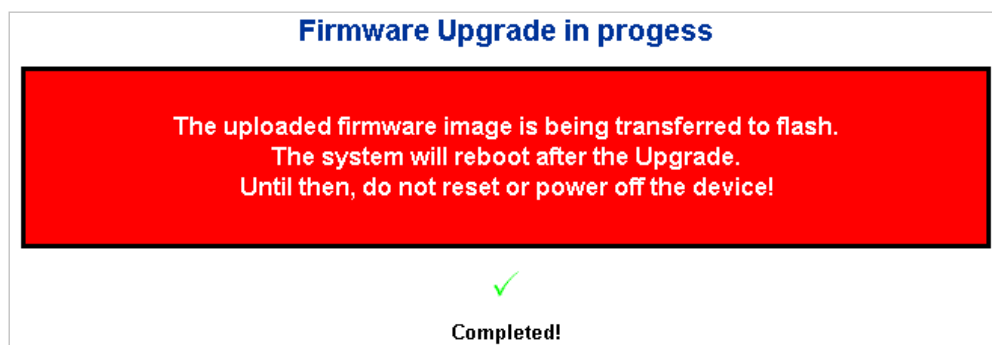 Firmware Upgrade in progess
The uploaded firmware image is being transferred to flash.
The system will reboot after the Upgrade.
Until then, do not reset or power off the device!
Completed!